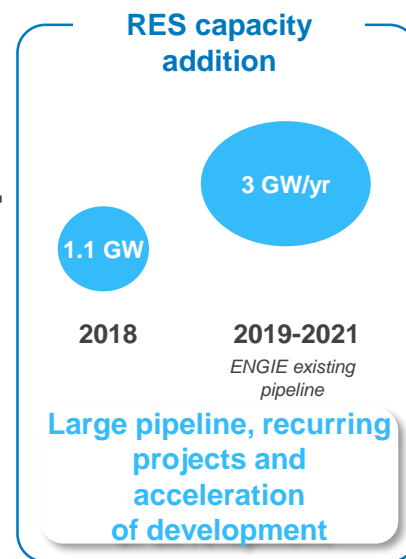 RES capacity
addition
3 GW/yr
1.1 GW
2018
2019-2021
ENGIE existing
pipeline
Large pipeline, recurring
projects and
acceleration
of development